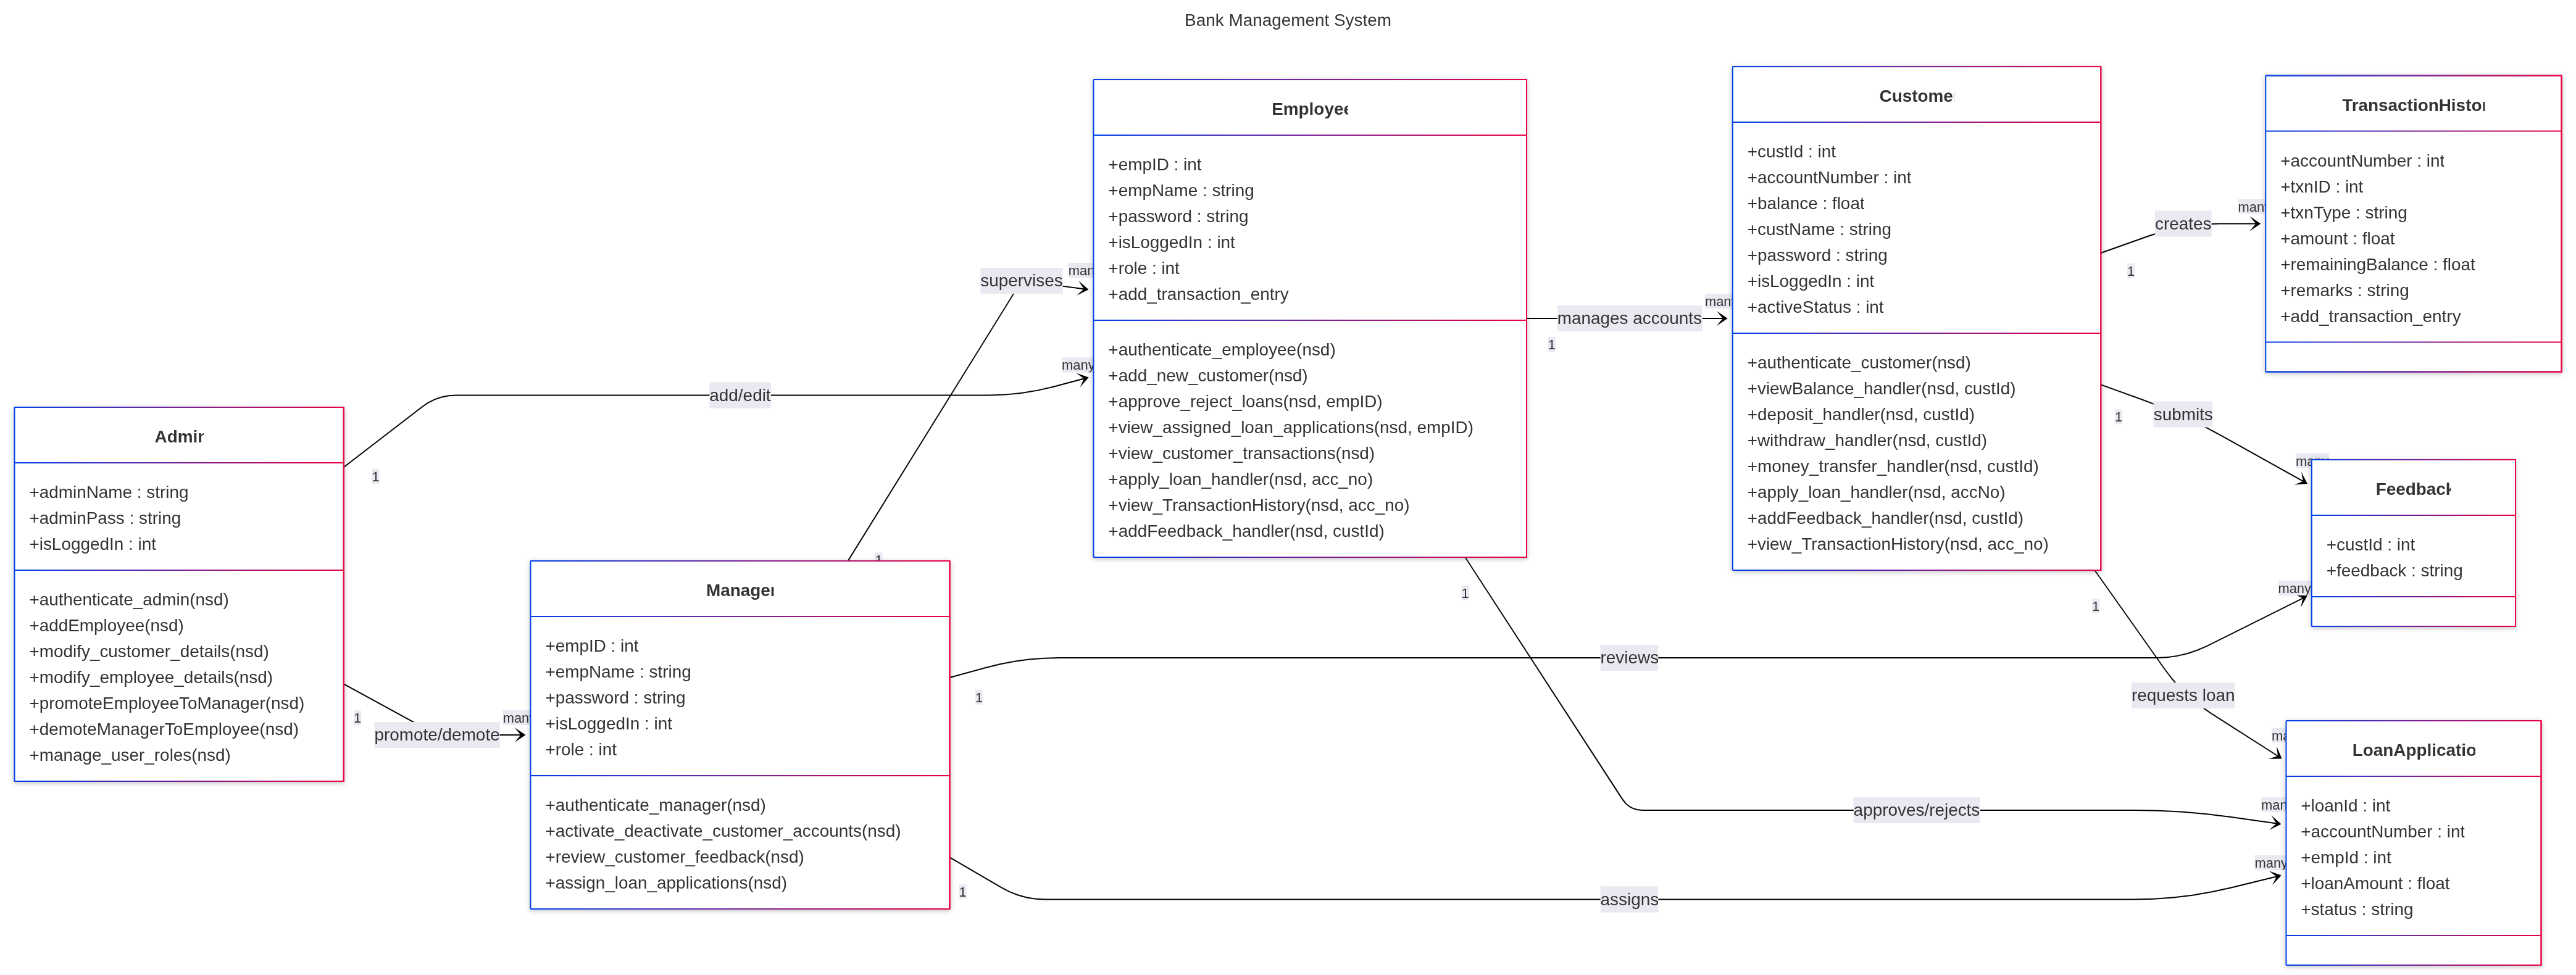 Bank Management System
Admin
+adminName : string
+adminPass : string
+isLoggedIn : int
+authenticate_admin(nsd)
+addEmployee(nsd)
+modify_customer_details(nsd)
+modify_employee_details(nsd)
+promoteEmployeeToManager(nsd)
+demoteManagerToEmployee(nsd)
+manage_user_roles(nsd)
1
add/edit
many
1
promote/demote
man
Manager
+empID : int
+empName : string
+password : string
+isLoggedIn : int
+role : int
+authenticate_manager(nsd)
+activate_deactivate_customer_accounts(nsd)
+review_customer_feedback(nsd)
+assign_loan_applications(nsd)
1
supervises
man
1
reviews
many
1
assigns
many
Employee
+empID : int
+empName : string
+password : string
+isLoggedIn : int
+role : int
+add_transaction_entry
+authenticate_employee(nsd)
+add_new_customer(nsd)
+approve_reject_loans(nsd, empID)
+view_assigned_loan_applications(nsd, empID)
+view_customer_transactions(nsd)
+apply_loan_handler(nsd, acc_no)
+view_TransactionHistory(nsd, acc_no)
+addFeedback_handler(nsd, custId)
1
manages accounts
many
1
approves/rejects
man
Custome
+custId : int
+accountNumber : int
+balance : float
+custName : string
+password : string
+isLoggedIn : int
+activeStatus : int
+authenticate_customer(nsd)
+viewBalance_handler(nsd, custId)
+deposit_handler(nsd, custId)
+withdraw_handler(nsd, custId)
+money_transfer_handler(nsd, custId)
+apply_loan_handler(nsd, accNo)
+addFeedback_handler(nsd, custId)
+view_TransactionHistory(nsd, acc_no)
1
creates
man
1
submits
many
1
requests loan
ma
TransactionHistor
+accountNumber : int
+txnID : int
+txnType : string
+amount : float
+remainingBalance : float
+remarks : string
+add_transaction_entry
Feedback
+custId : int
+feedback : string
LoanApplicatio
+loanId : int
+accountNumber : int
+empId : int
+loanAmount : float
+status : string